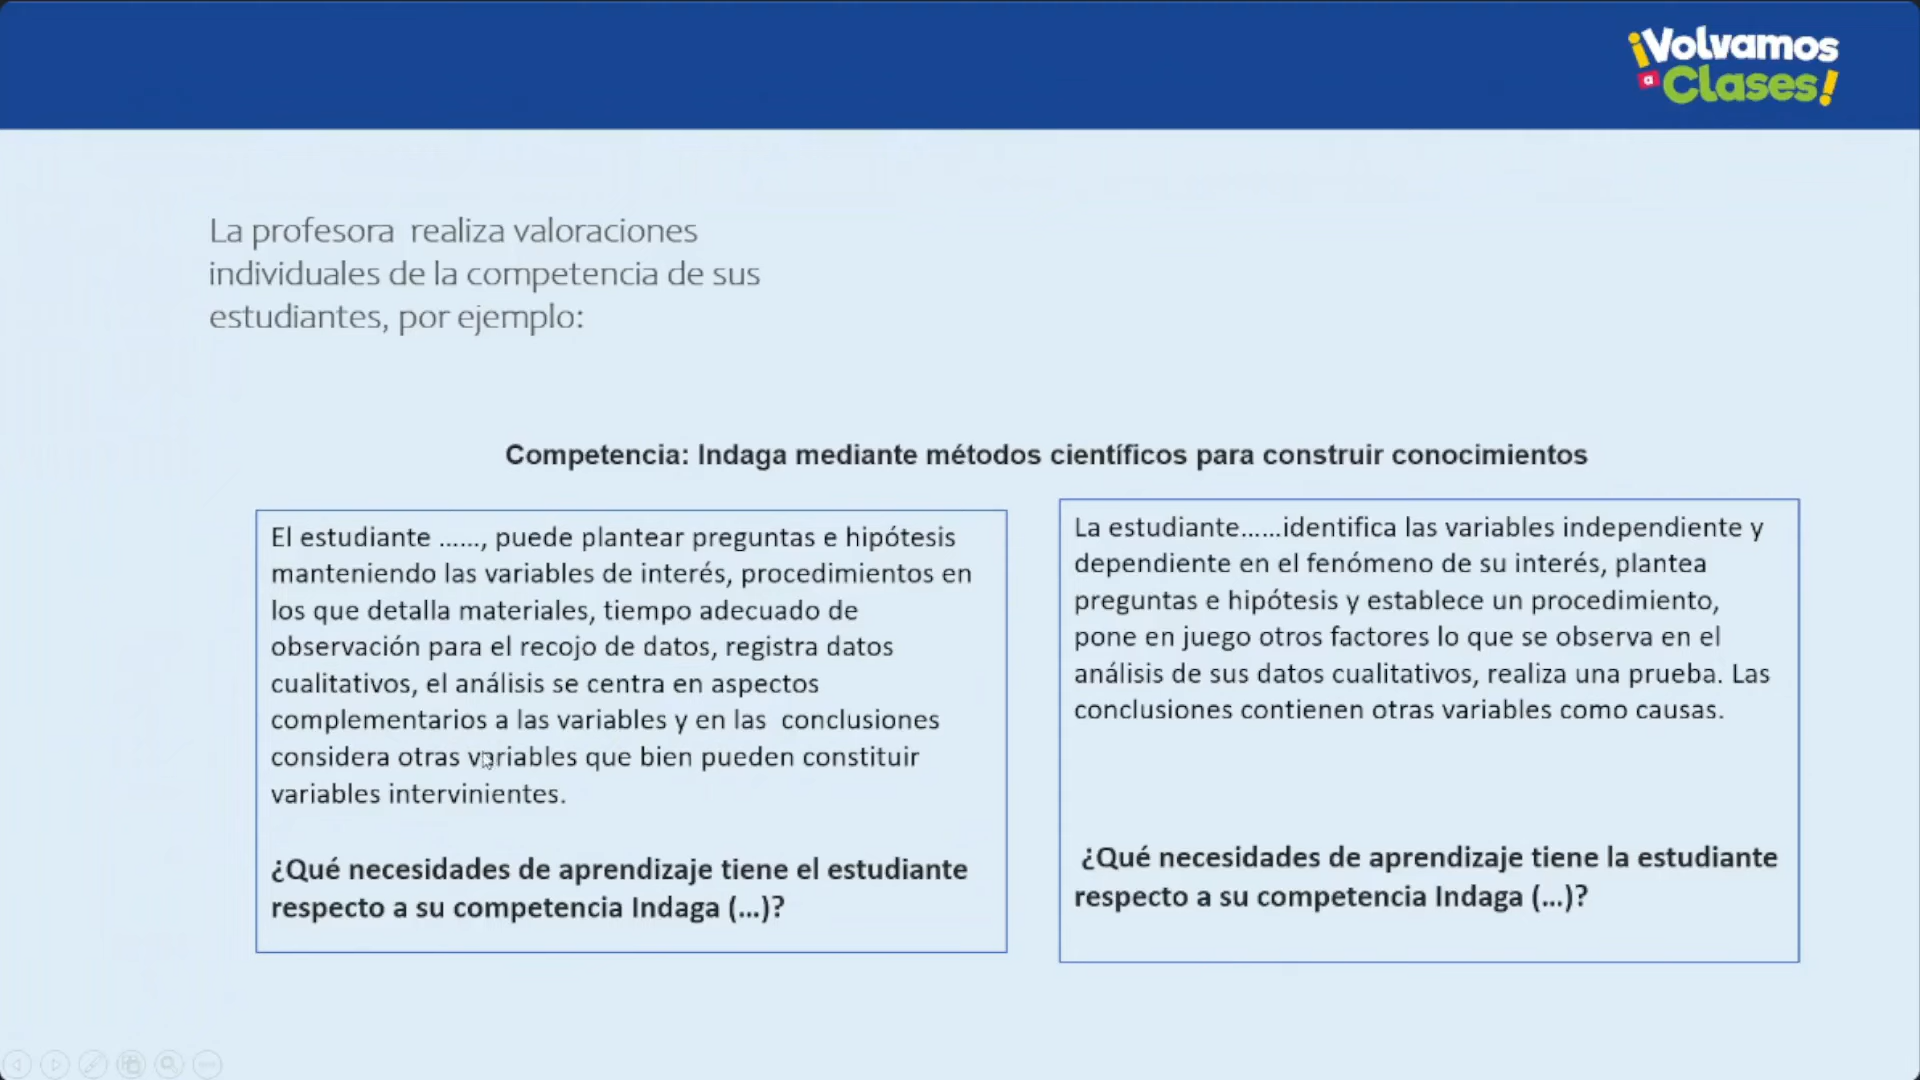 ¡Volvamos
a Clases!
La profesora realiza valoraciones
individuales de la competencia de sus
estudiantes, por ejemplo:
Competencia: Indaga mediante métodos científicos para construir conocimientos
El estudiante ......, puede plantear preguntas e hipótesis
manteniendo las variables de interés, procedimientos en
los que detalla materiales, tiempo adecuado de
observación para el recojo de datos, registra datos
cualitativos, el análisis se centra en aspectos
complementarios a las variables y en las conclusiones
considera otras variables que bien pueden constituir
variables intervinientes.
¿Qué necesidades de aprendizaje tiene el estudiante
respecto a su competencia Indaga (...)?
La estudiante......identifica las variables independiente y
dependiente en el fenómeno de su interés, plantea
preguntas e hipótesis y establece un procedimiento,
pone en juego otros factores lo que se observa en el
análisis de sus datos cualitativos, realiza una prueba. Las
conclusiones contienen otras variables como causas.
¿Qué necesidades de aprendizaje tiene la estudiante
respecto a su competencia Indaga (...)?